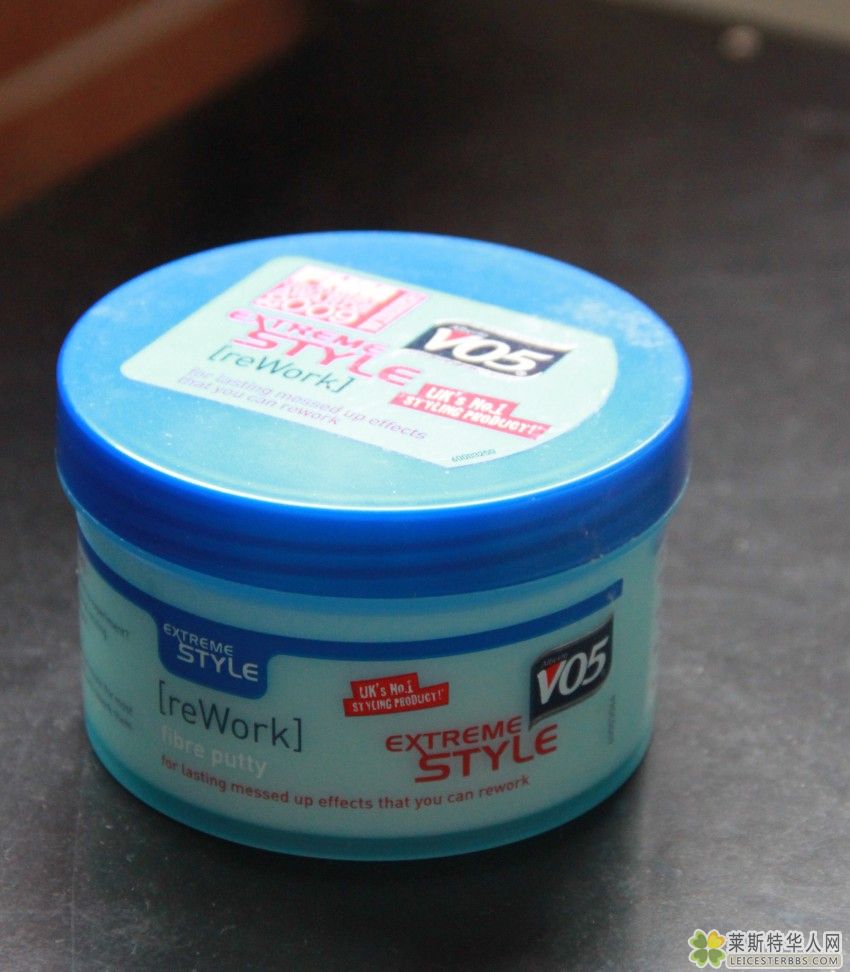 GOOD
EXTREME
STYLE
[reWork]
for lasting messed up effects
that you can rework
VO5
UK's No.1
STYLING PRODUCT!*
EXTREME
STYLE
[reWork]
fibre putty
for lasting messed up effects that you can rework
UK's No.1
STYLING PRODUCT!*
Alberto
VO5
EXTREME
STYLE
莱斯特华人网
LEICESTERBBS.COM